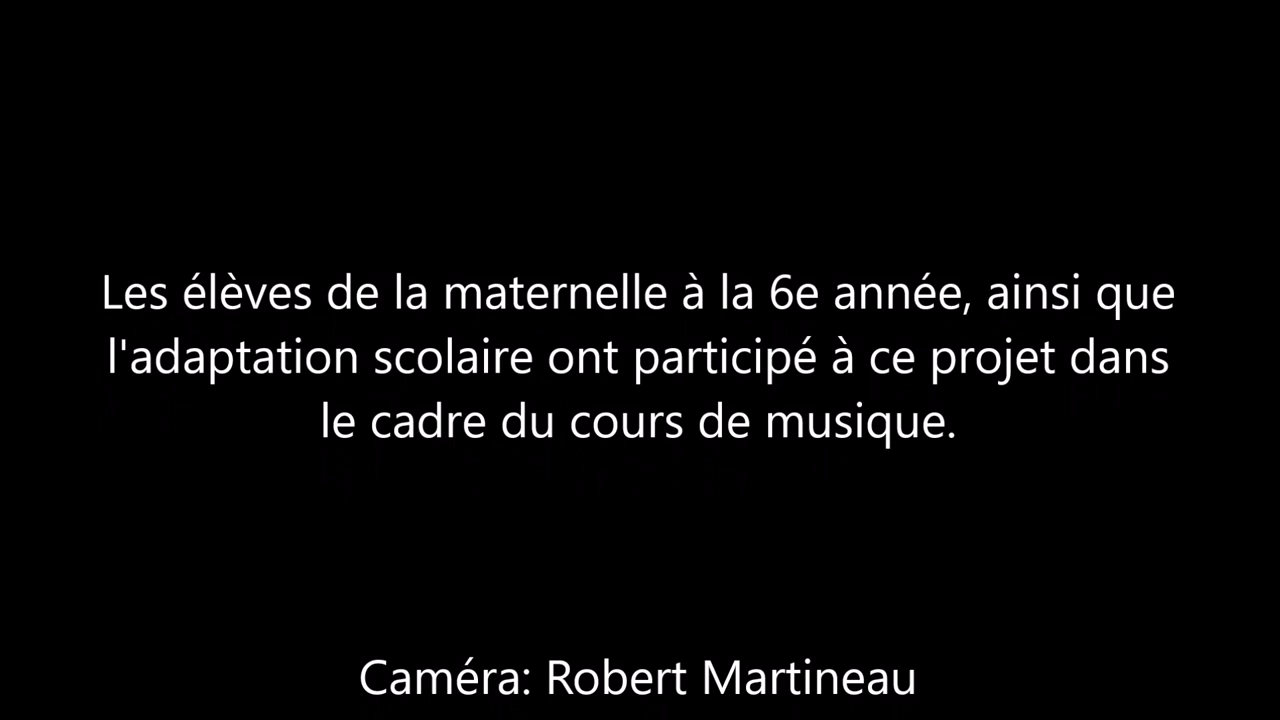 Les élèves de la maternelle à la 6e année, ainsi que
l'adaptation scolaire ont participé à ce projet dans
le cadre du cours de musique.
Caméra: Robert Martineau